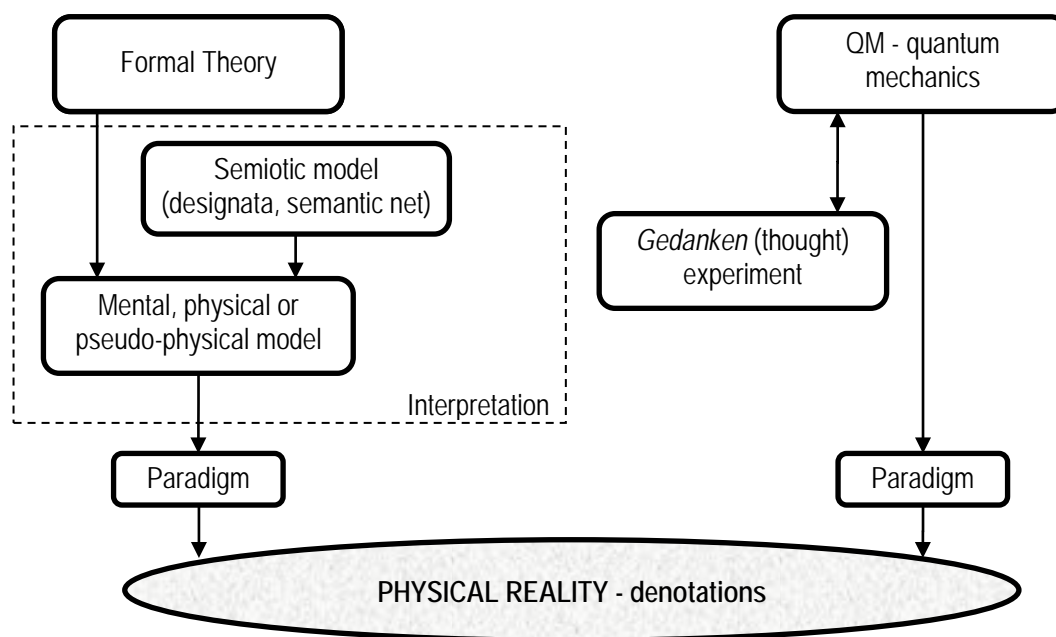 Formal Theory
QM - quantum
mechanics
Semiotic model
(designata, semantic net)
Gedanken (thought)
experiment
Mental, physical or
pseudo-physical model
Interpretation
Paradigm
Paradigm
PHYSICAL REALITY - denotations